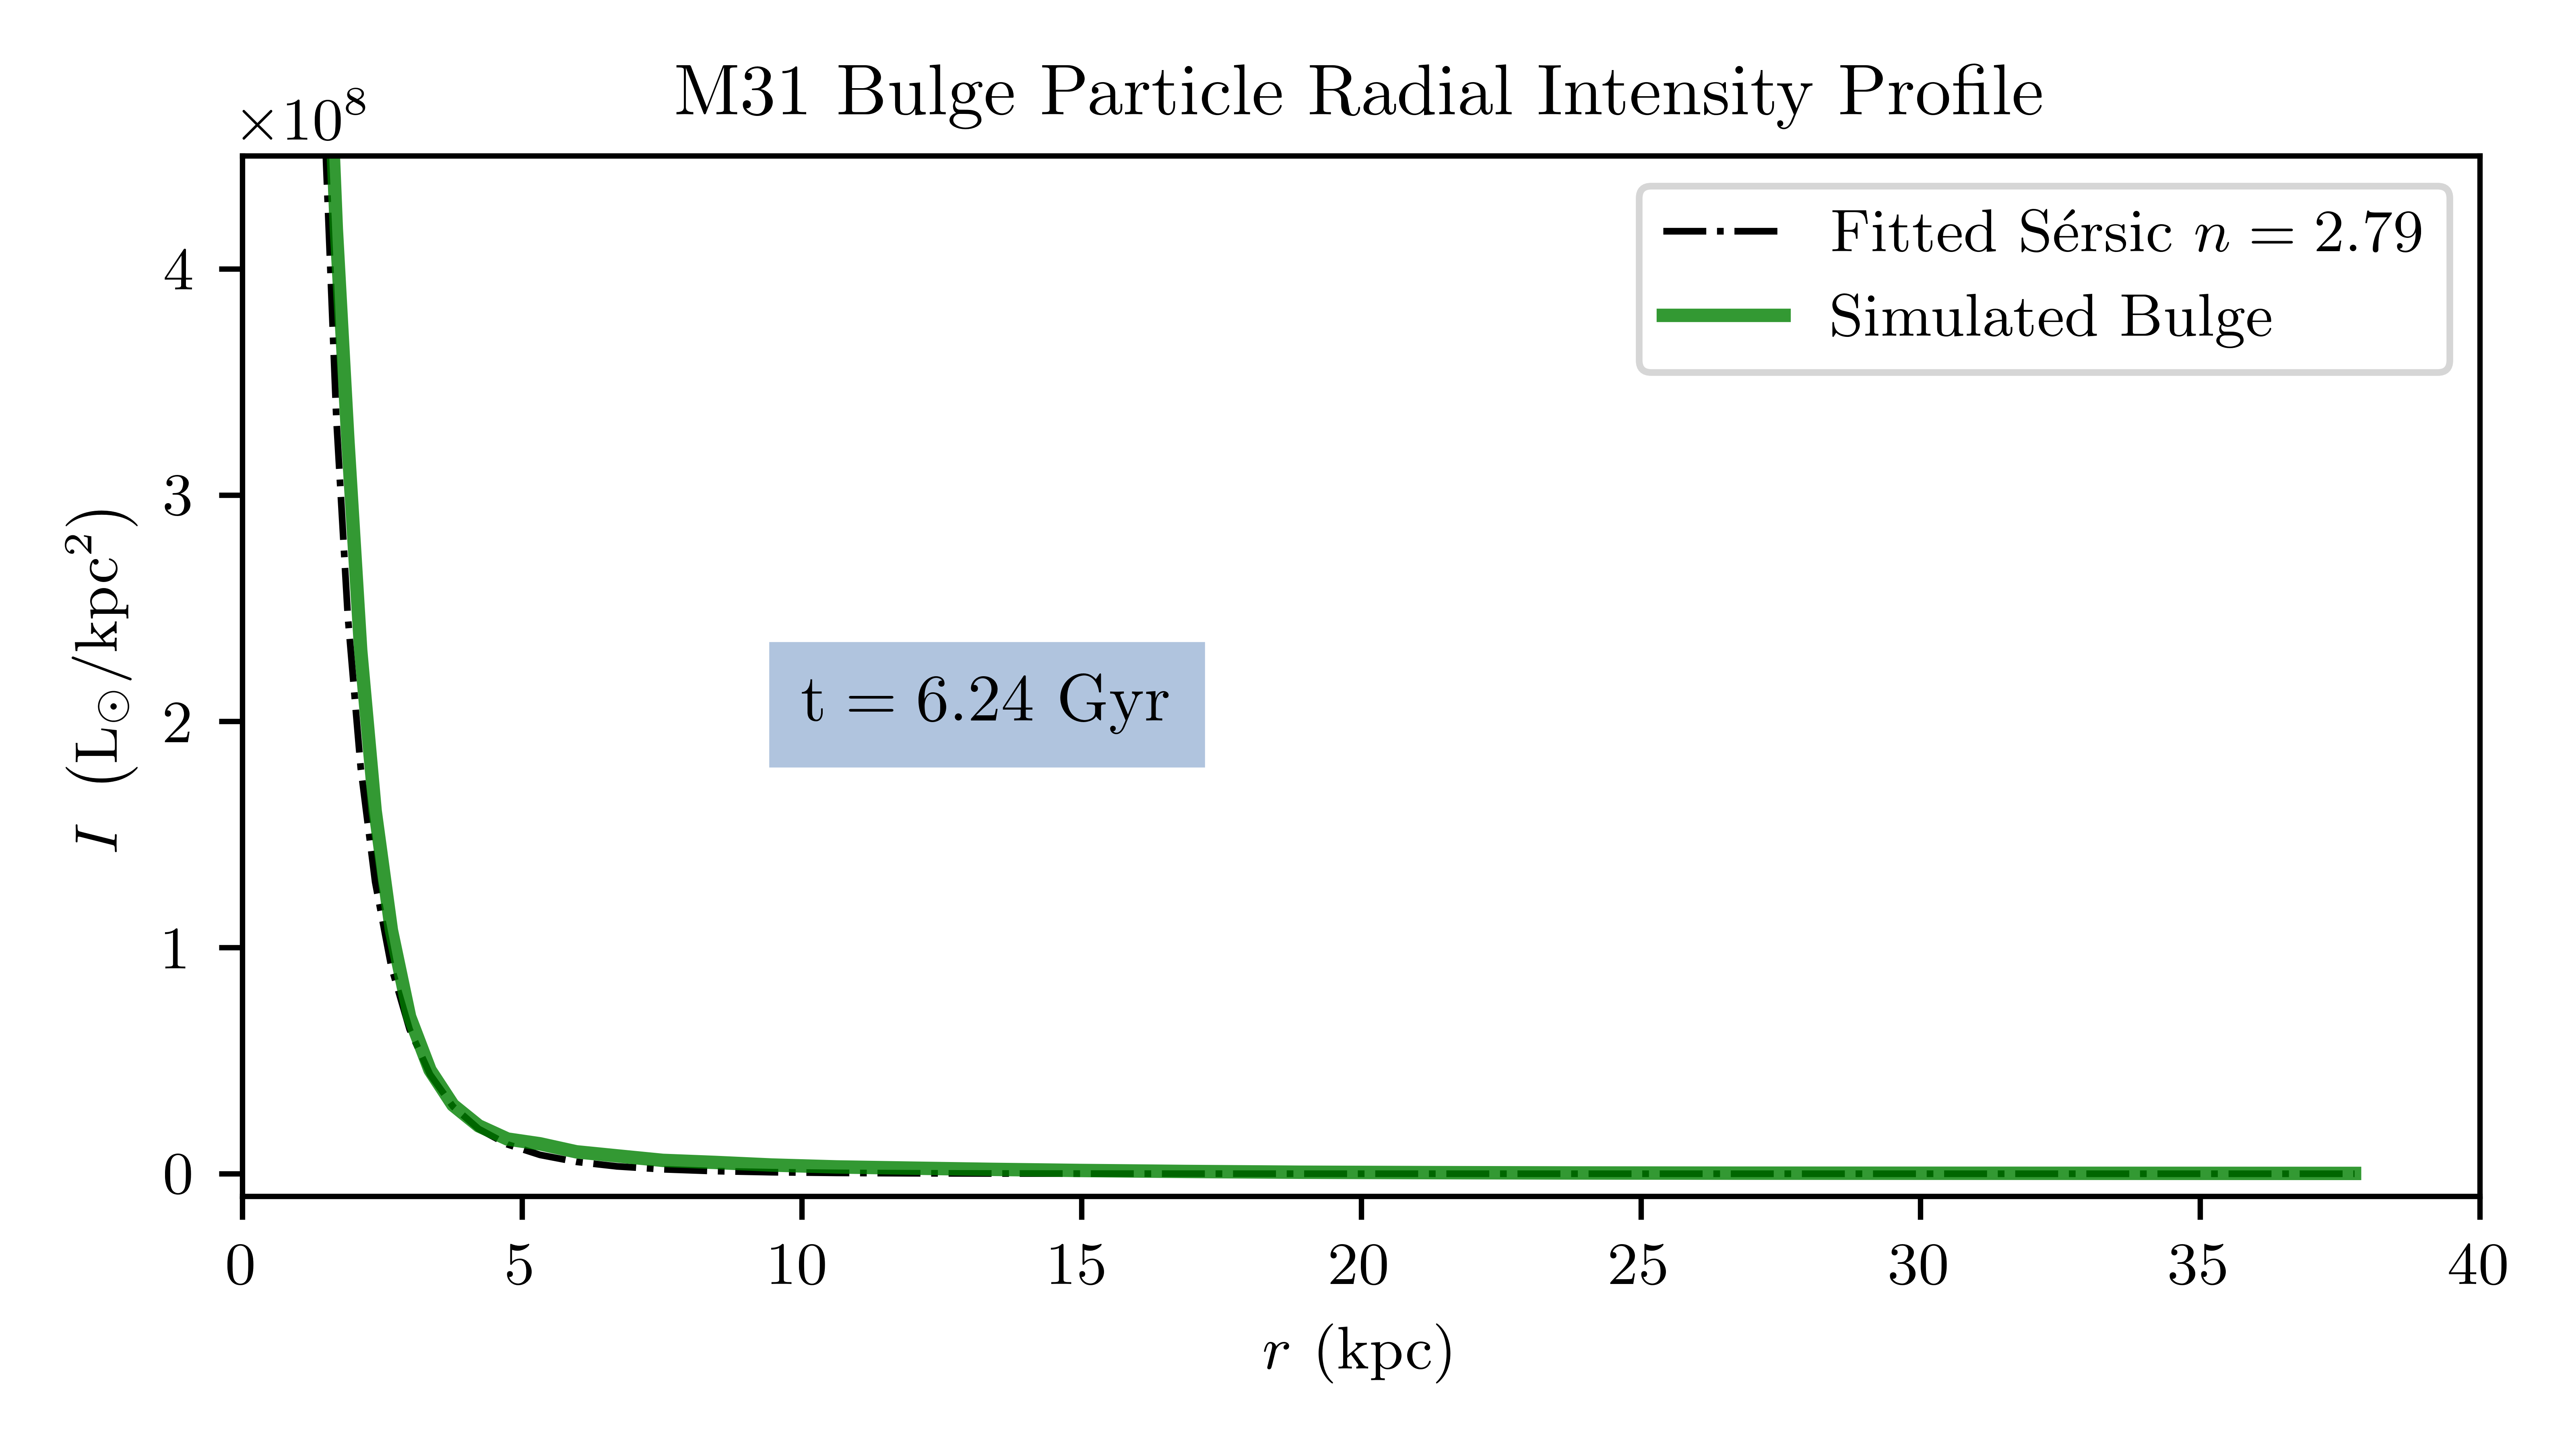 M31 Bulge Particle Radial Intensity Profile
×10⁸
Fitted Sérsic n = 2.79
Simulated Bulge
4
3
2
1
0
I (L⊙/kpc²)
t = 6.24 Gyr
0 5 10 15 20 25 30 35 40
r (kpc)